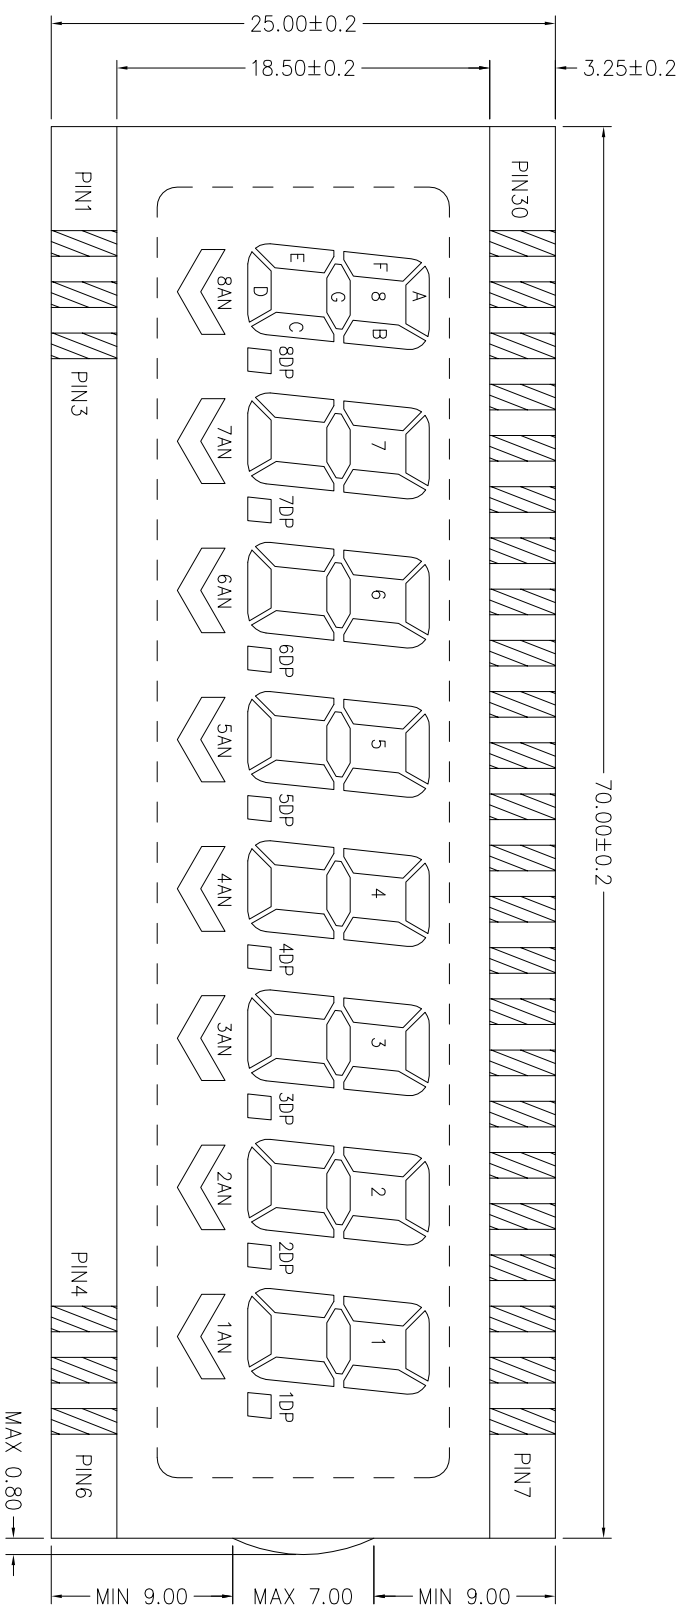 25.00±0.2
18.50±0.2
3.25±0.2
PIN1
PIN30
PIN3
8AN
E
F
D
G
8
A
C
B
8DP
7AN
7
7DP
6AN
6
6DP
5AN
5
5DP
70.00±0.2
4AN
4
4DP
3AN
3
3DP
2AN
2
2DP
PIN4
1AN
1
1DP
PIN6
PIN7
MAX 0.80
MIN 9.00
MAX 7.00
MIN 9.00